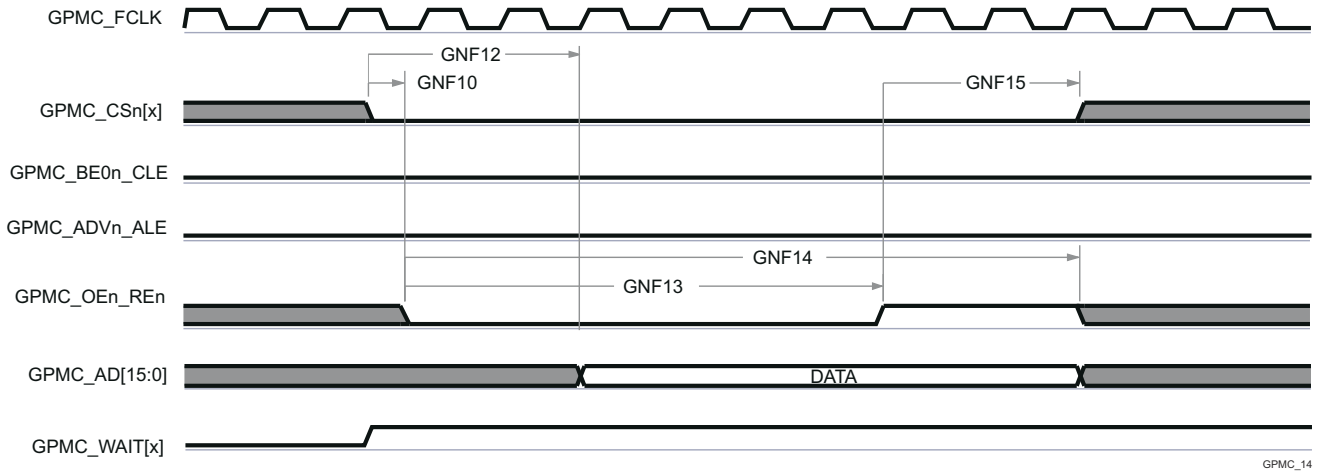 GPMC_FCLK
GNF12
GNF10
GNF15
GPMC_CSn[x]
GPMC_BE0n_CLE
GPMC_ADVn_ALE
GNF14
GNF13
GPMC_OEn_REn
GPMC_AD[15:0]
DATA
GPMC_WAIT[x]
GPMC_14